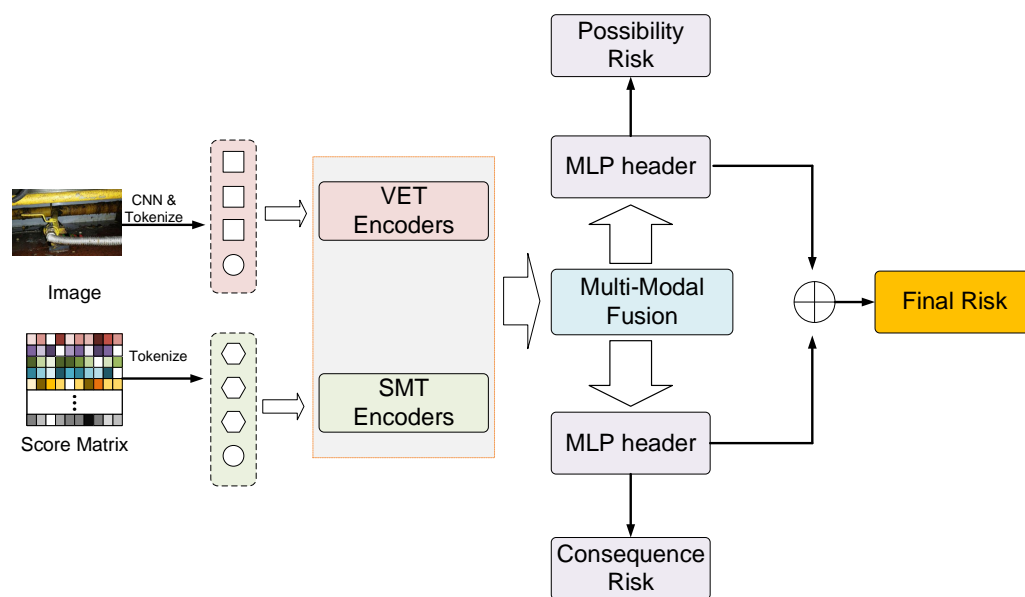 Possibility
Risk
MLP header
CNN &
Tokenize
VET
Encoders
Image
Multi-Modal
Fusion
Final Risk
Tokenize
SMT
Encoders
Score Matrix
MLP header
Consequence
Risk